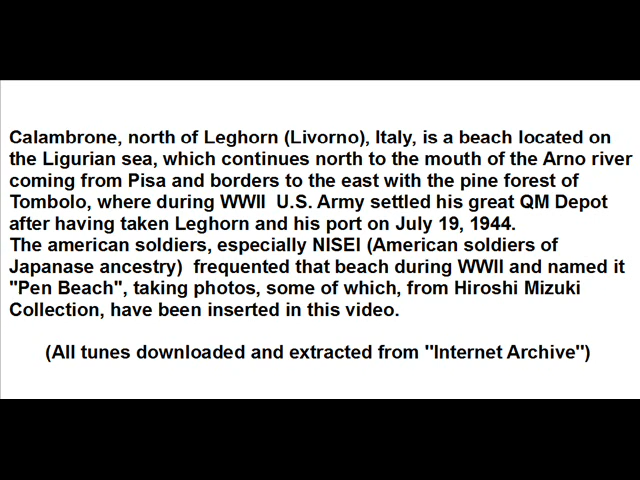 Calambrone, north of Leghorn (Livorno), Italy, is a beach located on
the Ligurian sea, which continues north to the mouth of the Arno river
coming from Pisa and borders to the east with the pine forest of
Tombolo, where during WWII  U.S. Army settled his great QM Depot
after having taken Leghorn and his port on July 19, 1944.
The american soldiers, especially NISEI (American soldiers of
Japanase ancestry)  frequented that beach during WWII and named it
"Pen Beach", taking photos, some of which, from Hiroshi Mizuki
Collection, have been inserted in this video.
(All tunes downloaded and extracted from "Internet Archive")